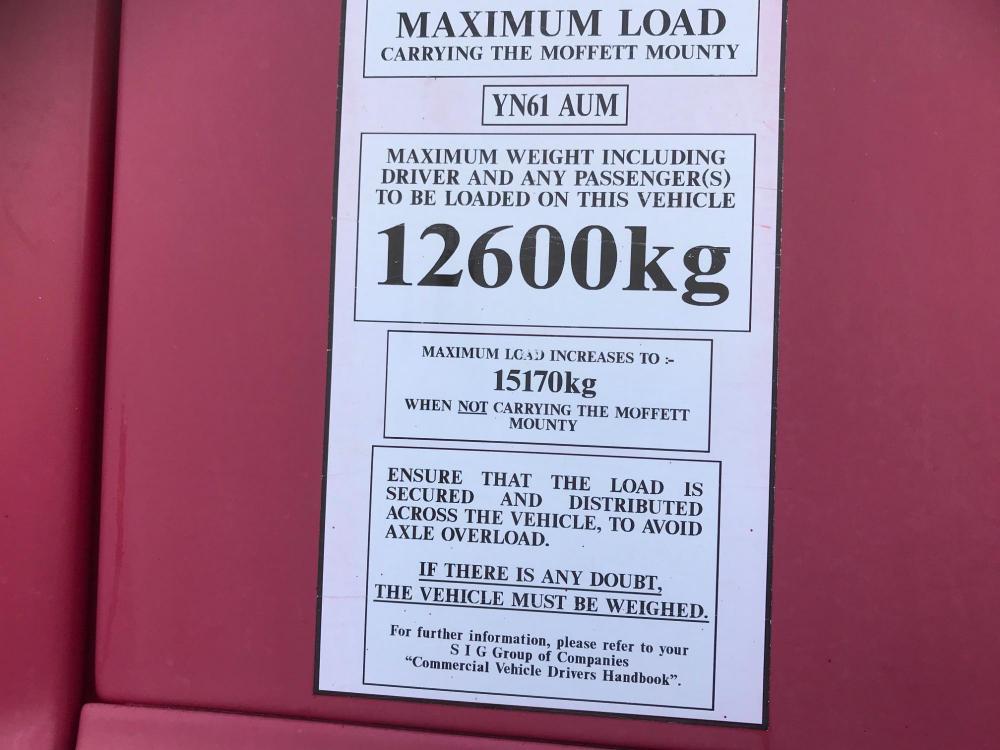 MAXIMUM LOAD
CARRYING THE MOFFETT MOUNTY
YN61 AUM
MAXIMUM WEIGHT INCLUDING
DRIVER AND ANY PASSENGER(S)
TO BE LOADED ON THIS VEHICLE
12600kg
MAXIMUM LOAD INCREASES TO :-
15170kg
WHEN NOT CARRYING THE MOFFETT
MOUNTY
ENSURE THAT THE LOAD IS
SECURED AND DISTRIBUTED
ACROSS THE VEHICLE, TO AVOID
AXLE OVERLOAD.
IF THERE IS ANY DOUBT,
THE VEHICLE MUST BE WEIGHED.
For further information, please refer to your
S I G Group of Companies
“Commercial Vehicle Drivers Handbook”.